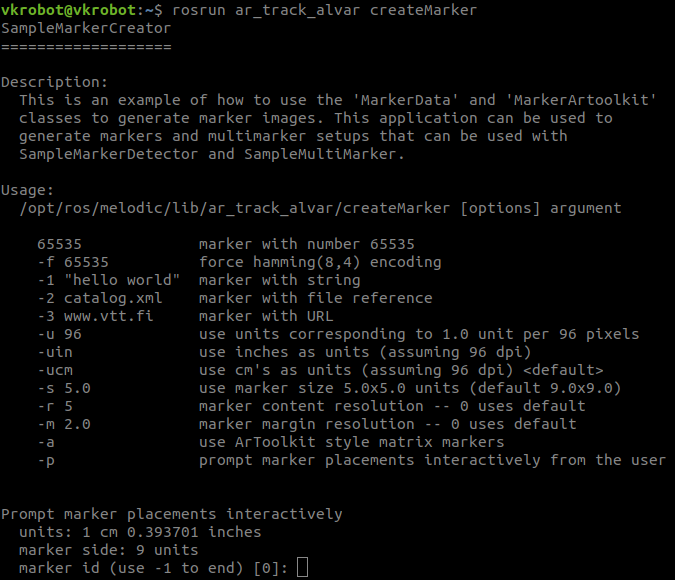 vkrobot@vkrobot:~$ rosrun ar_track_alvar createMarker
SampleMarkerCreator
===================
Description:
This is an example of how to use the 'MarkerData' and 'MarkerArtoolkit'
classes to generate marker images. This application can be used to
generate markers and multimarker setups that can be used with
SampleMarkerDetector and SampleMultiMarker.
Usage:
/opt/ros/melodic/lib/ar_track_alvar/createMarker [options] argument
65535 marker with number 65535
-f 65535 force hamming(8,4) encoding
-1 "hello world" marker with string
-2 catalog.xml marker with file reference
-3 www.vtt.fi marker with URL
-u 96 use units corresponding to 1.0 unit per 96 pixels
-uin use inches as units (assuming 96 dpi)
-ucm use cm's as units (assuming 96 dpi) <default>
-s 5.0 use marker size 5.0x5.0 units (default 9.0x9.0)
-r 5 marker content resolution -- 0 uses default
-m 2.0 marker margin resolution -- 0 uses default
-a use ArToolkit style matrix markers
-p prompt marker placements interactively from the user
Prompt marker placements interactively
units: 1 cm 0.393701 inches
marker side: 9 units
marker id (use -1 to end) [0]: